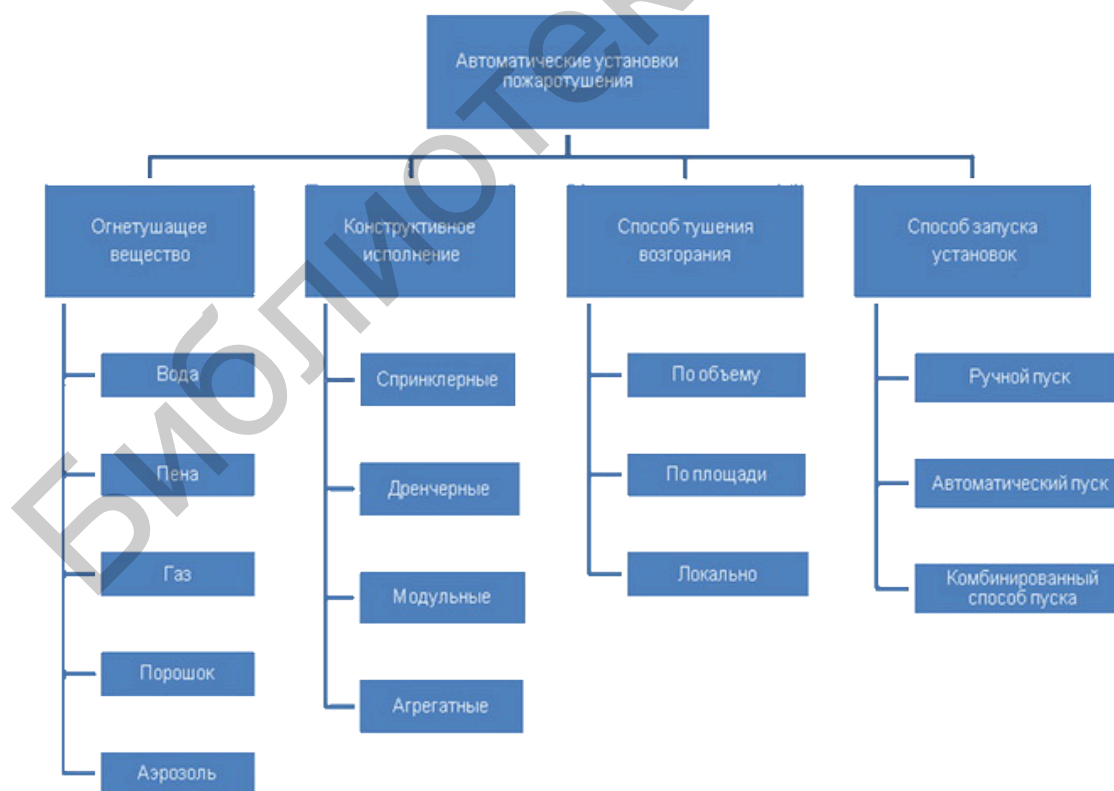 Автоматические установки
пожаротушения
Огнетушащее
вещество
Вода
Пена
Газ
Порошок
Аэрозоль
Конструктивное
исполнение
Спринклерные
Дренчерные
Модульные
Агрегатные
Способ тушения
возгорания
По объему
По площади
Локально
Способ запуска
установок
Ручной пуск
Автоматический пуск
Комбинированный
способ пуска